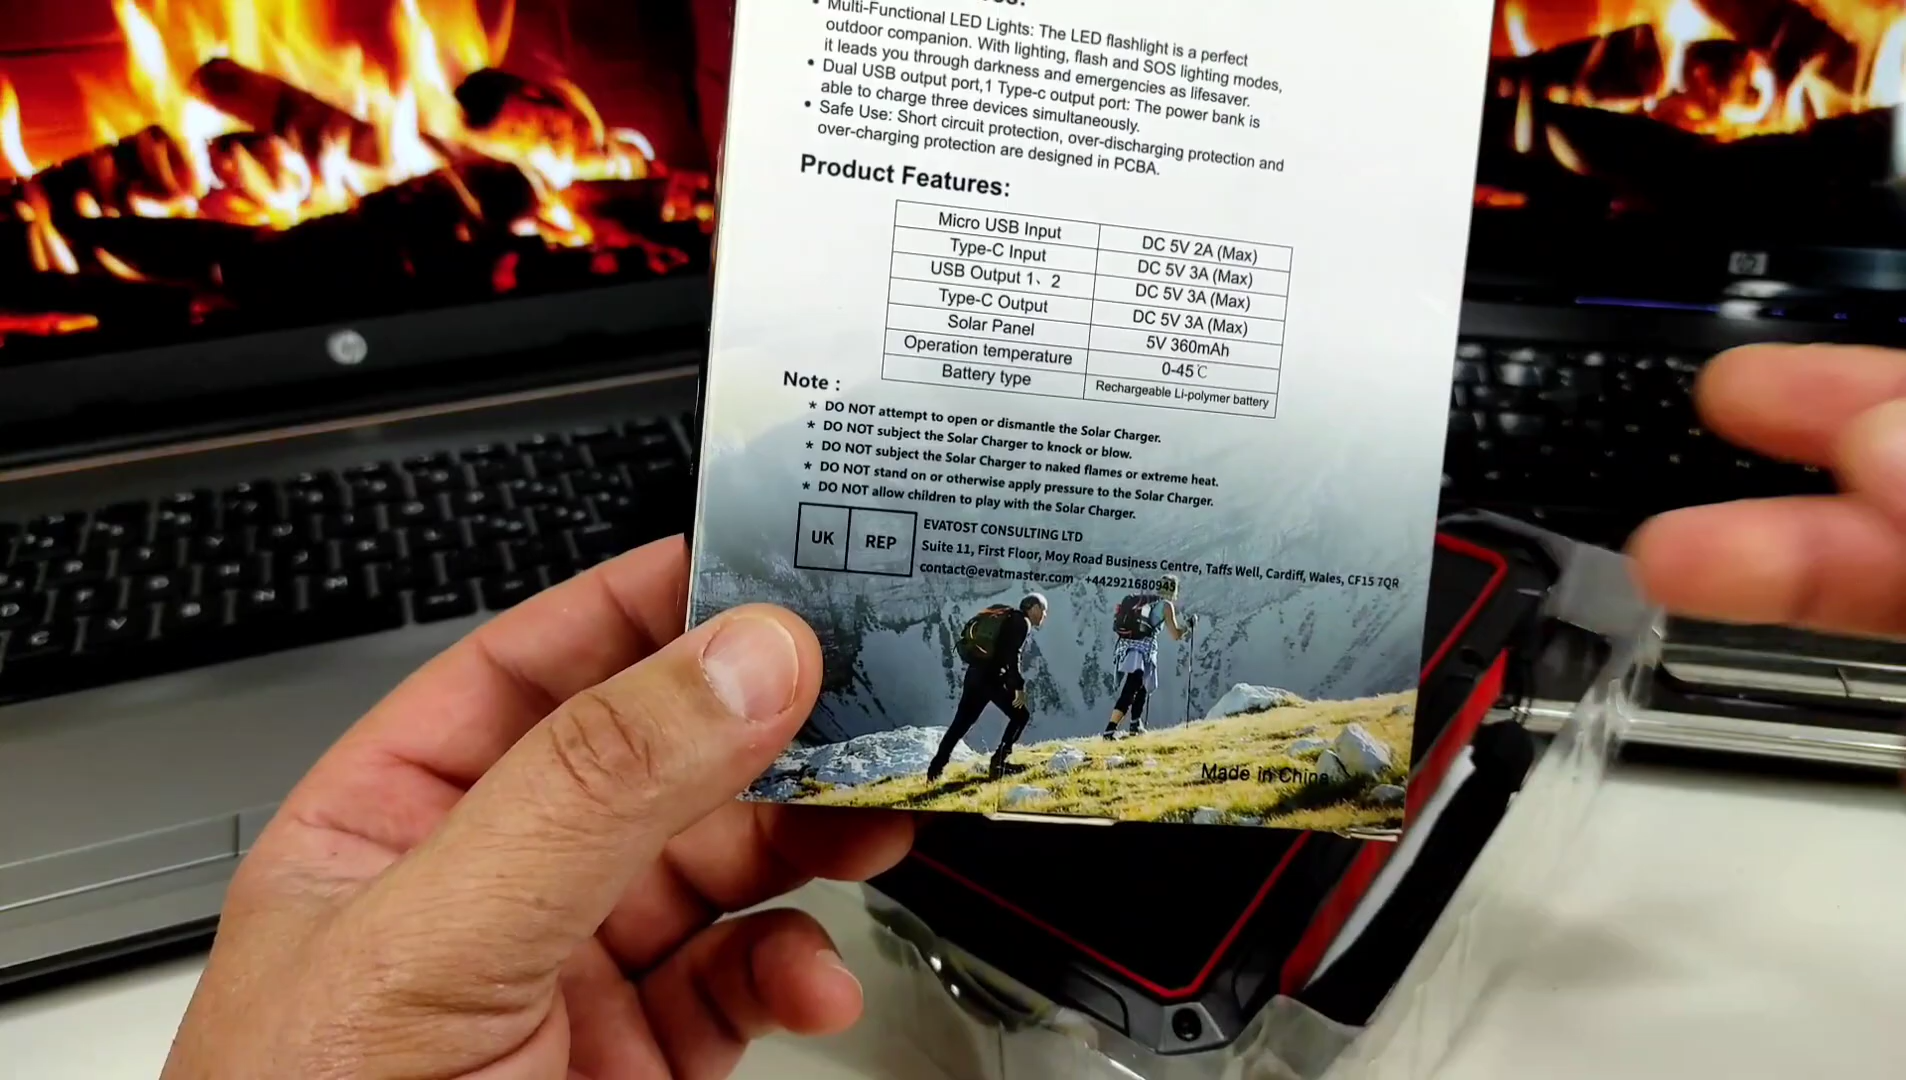 Multi-Functional LED Lights: The LED flashlight is a perfect
outdoor companion. With lighting, flash and SOS lighting modes,
it leads you through darkness and emergencies as lifesaver.
Dual USB output port,1 Type-c output port: The power bank is
able to charge three devices simultaneously.
Safe Use: Short circuit protection, over-discharging protection and
over-charging protection are designed in PCBA.
Product Features:
Micro USB Input DC 5V 2A (Max)
Type-C Input DC 5V 3A (Max)
USB Output 1、2 DC 5V 3A (Max)
Type-C Output DC 5V 3A (Max)
Solar Panel 5V 360mAh
Operation temperature 0-45℃
Battery type Rechargeable Li-polymer battery
Note :
* DO NOT attempt to open or dismantle the Solar Charger.
* DO NOT subject the Solar Charger to knock or blow.
* DO NOT subject the Solar Charger to naked flames or extreme heat.
* DO NOT stand on or otherwise apply pressure to the Solar Charger.
* DO NOT allow children to play with the Solar Charger.
UK REP
EVATOST CONSULTING LTD
Suite 11, First Floor, Moy Road Business Centre, Taffs Well, Cardiff, Wales, CF15 7QR
contact@evatmaster.com +442921680945
Made in China
hp
hp